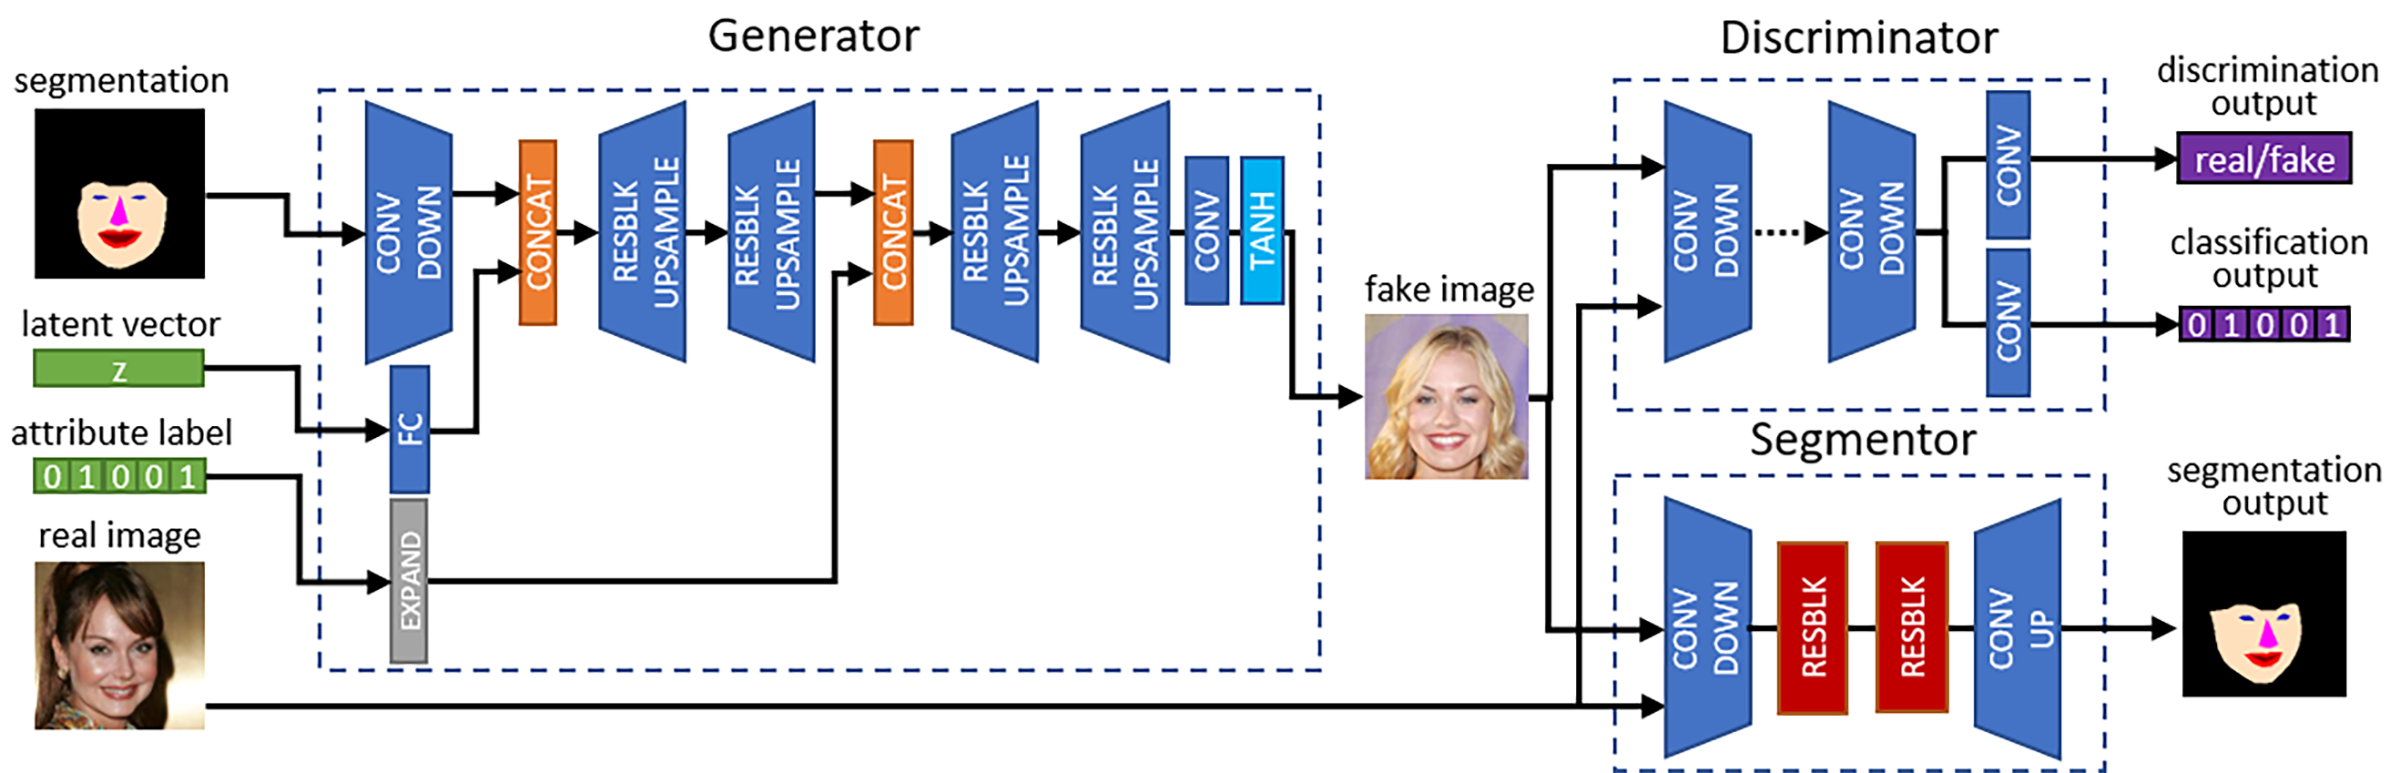 Generator
Discriminator
segmentation
latent vector
z
attribute label
0 1 0 0 1
real image
CONV
DOWN
FC
EXPAND
CONCAT
RESBLK
UPSAMPLE
RESBLK
UPSAMPLE
CONCAT
RESBLK
UPSAMPLE
RESBLK
UPSAMPLE
CONV
TANH
fake image
CONV
DOWN
CONV
DOWN
CONV
CONV
discrimination
output
real/fake
classification
output
0 1 0 0 1
Segmentor
CONV
DOWN
RESBLK
RESBLK
CONV
UP
segmentation
output